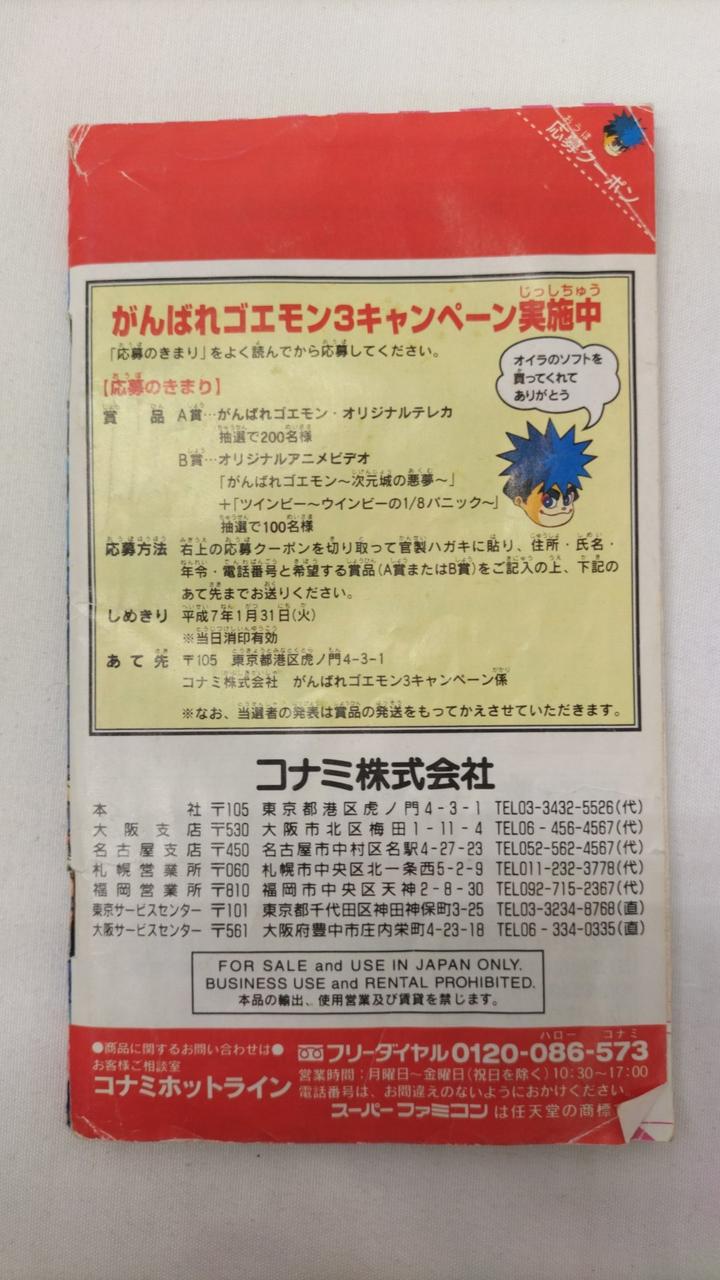 応募クーポン
がんばれゴエモン3キャンペーン実施中
「応募のきまり」をよく読んでから応募してください。
オイラのソフトを
買ってくれて
ありがとう
【応募のきまり】
賞品 A賞…がんばれゴエモン・オリジナルテレカ
抽選で200名様
B賞…オリジナルアニメビデオ
「がんばれゴエモン〜次元城の悪夢〜」
+「ツインビー〜ウインビーの1/8パニック〜」
抽選で100名様
応募方法 右上の応募クーポンを切り取って官製ハガキに貼り、住所・氏名・
年令・電話番号と希望する賞品(A賞またはB賞)をご記入の上、下記の
あて先までお送りください。
しめきり 平成7年1月31日(火)
※当日消印有効
あて先 〒105 東京都港区虎ノ門4-3-1
コナミ株式会社 がんばれゴエモン3キャンペーン係
※なお、当選者の発表は賞品の発送をもってかえさせていただきます。
コナミ株式会社
本社 〒105 東京都港区虎ノ門4-3-1 TEL03-3432-5526(代)
大阪支店 〒530 大阪市北区梅田1-11-4 TEL06-456-4567(代)
名古屋支店 〒450 名古屋市中村区名駅4-27-23 TEL052-562-4567(代)
札幌営業所 〒060 札幌市中央区北一条西5-2-9 TEL011-232-3778(代)
福岡営業所 〒810 福岡市中央区天神2-8-30 TEL092-715-2367(代)
東京サービスセンター 〒101 東京都千代田区神田神保町3-25 TEL03-3234-8768(直)
大阪サービスセンター 〒561 大阪府豊中市庄内栄町4-23-18 TEL06-334-0335(直)
FOR SALE and USE IN JAPAN ONLY.
BUSINESS USE and RENTAL PROHIBITED.
本品の輸出、使用営業及び賃貸を禁じます。
●商品に関するお問い合わせは●
お客様ご相談室
コナミホットライン
ハロー コナミ
フリーダイヤル0120-086-573
営業時間:月曜日〜金曜日(祝日を除く)10:30〜17:00
電話番号は、お間違えのないようにおかけください
スーパーファミコンは任天堂の商標